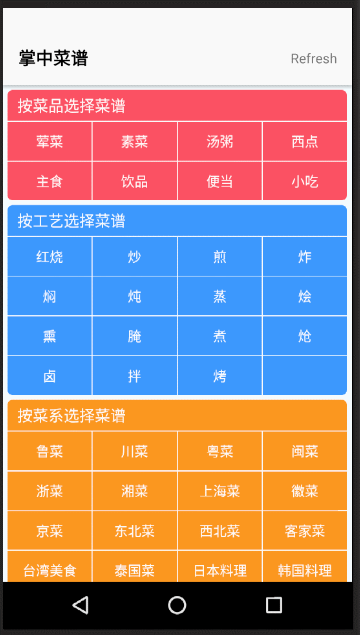 掌中菜谱 Refresh
按菜品选择菜谱
荤菜 素菜 汤粥 西点
主食 饮品 便当 小吃
按工艺选择菜谱
红烧 炒 煎 炸
焖 炖 蒸 烩
熏 腌 煮 炝
卤 拌 烤
按菜系选择菜谱
鲁菜 川菜 粤菜 闽菜
浙菜 湘菜 上海菜 徽菜
京菜 东北菜 西北菜 客家菜
台湾美食 泰国菜 日本料理 韩国料理